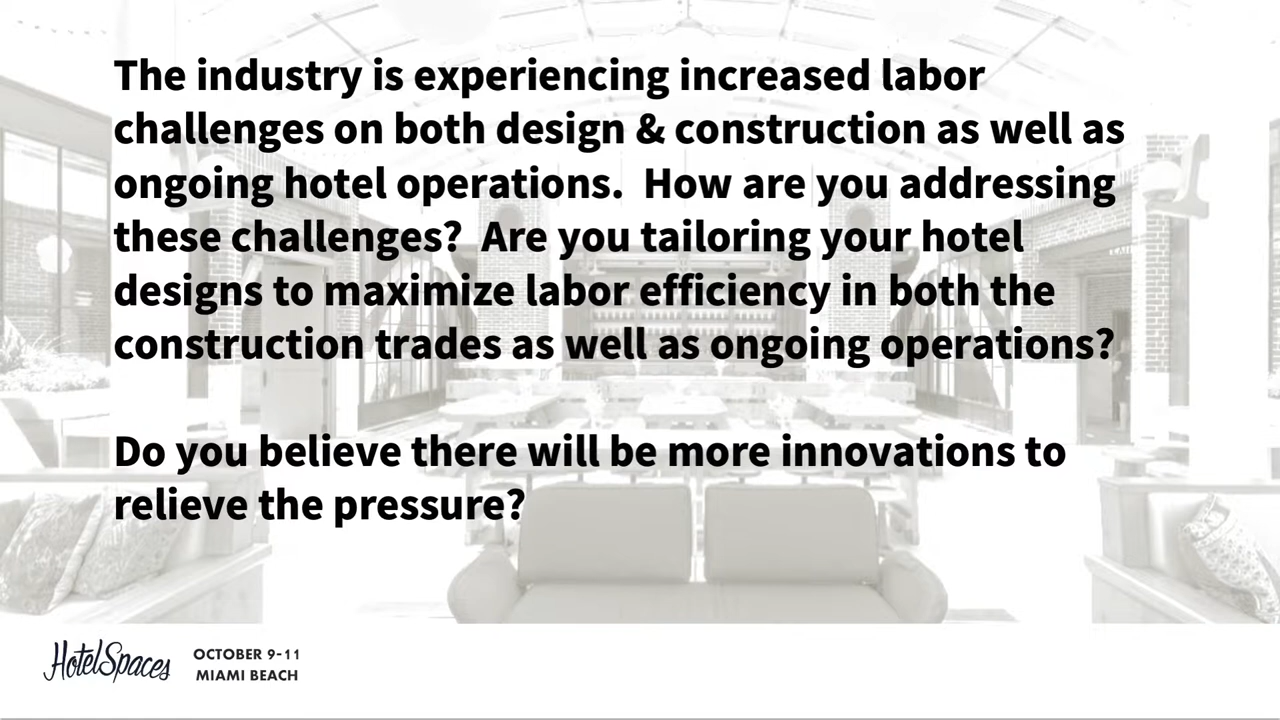 The industry is experiencing increased labor
challenges on both design & construction as well as
ongoing hotel operations.  How are you addressing
these challenges?  Are you tailoring your hotel
designs to maximize labor efficiency in both the
construction trades as well as ongoing operations?
Do you believe there will be more innovations to
relieve the pressure?
HotelSpaces
OCTOBER 9-11
MIAMI BEACH